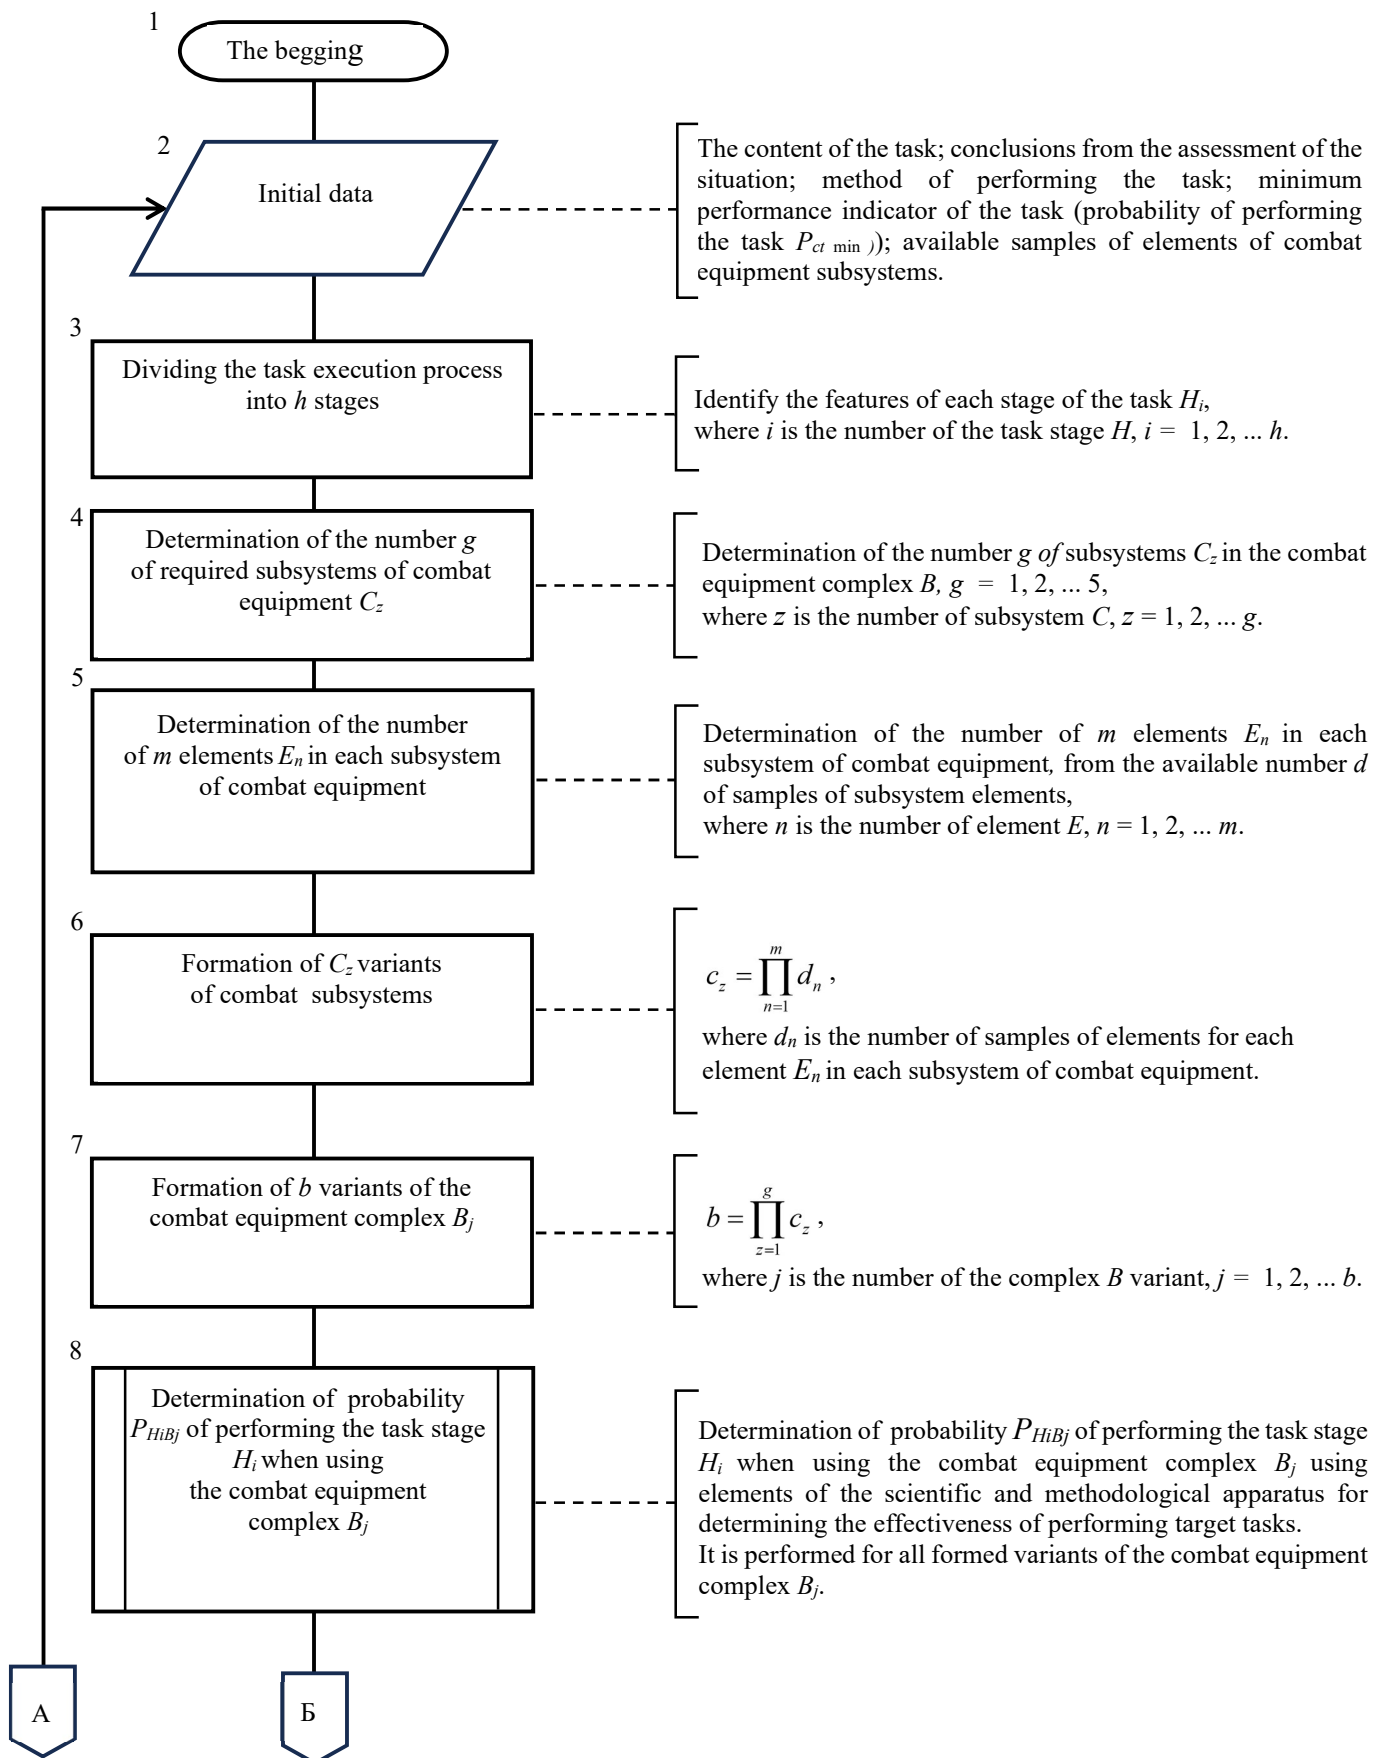 1
The begging
2
Initial data
The content of the task; conclusions from the assessment of the
situation; method of performing the task; minimum
performance indicator of the task (probability of performing
the task Pct min )); available samples of elements of combat
equipment subsystems.
3
Dividing the task execution process
into h stages
Identify the features of each stage of the task Hi,
where i is the number of the task stage H, i = 1, 2, ... h.
4
Determination of the number g
of required subsystems of combat
equipment Cz
Determination of the number g of subsystems Cz in the combat
equipment complex B, g = 1, 2, ... 5,
where z is the number of subsystem C, z = 1, 2, ... g.
5
Determination of the number
of m elements En in each subsystem
of combat equipment
Determination of the number of m elements En in each
subsystem of combat equipment, from the available number d
of samples of subsystem elements,
where n is the number of element E, n = 1, 2, ... m.
6
Formation of Cz variants
of combat subsystems
c_z = ∏_{n=1}^{m} d_n ,
where dn is the number of samples of elements for each
element En in each subsystem of combat equipment.
7
Formation of b variants of the
combat equipment complex Bj
b = ∏_{z=1}^{g} c_z ,
where j is the number of the complex B variant, j = 1, 2, ... b.
8
Determination of probability
PHiBj of performing the task stage
Hi when using
the combat equipment
complex Bj
Determination of probability PHiBj of performing the task stage
Hi when using the combat equipment complex Bj using
elements of the scientific and methodological apparatus for
determining the effectiveness of performing target tasks.
It is performed for all formed variants of the combat equipment
complex Bj.
А
Б